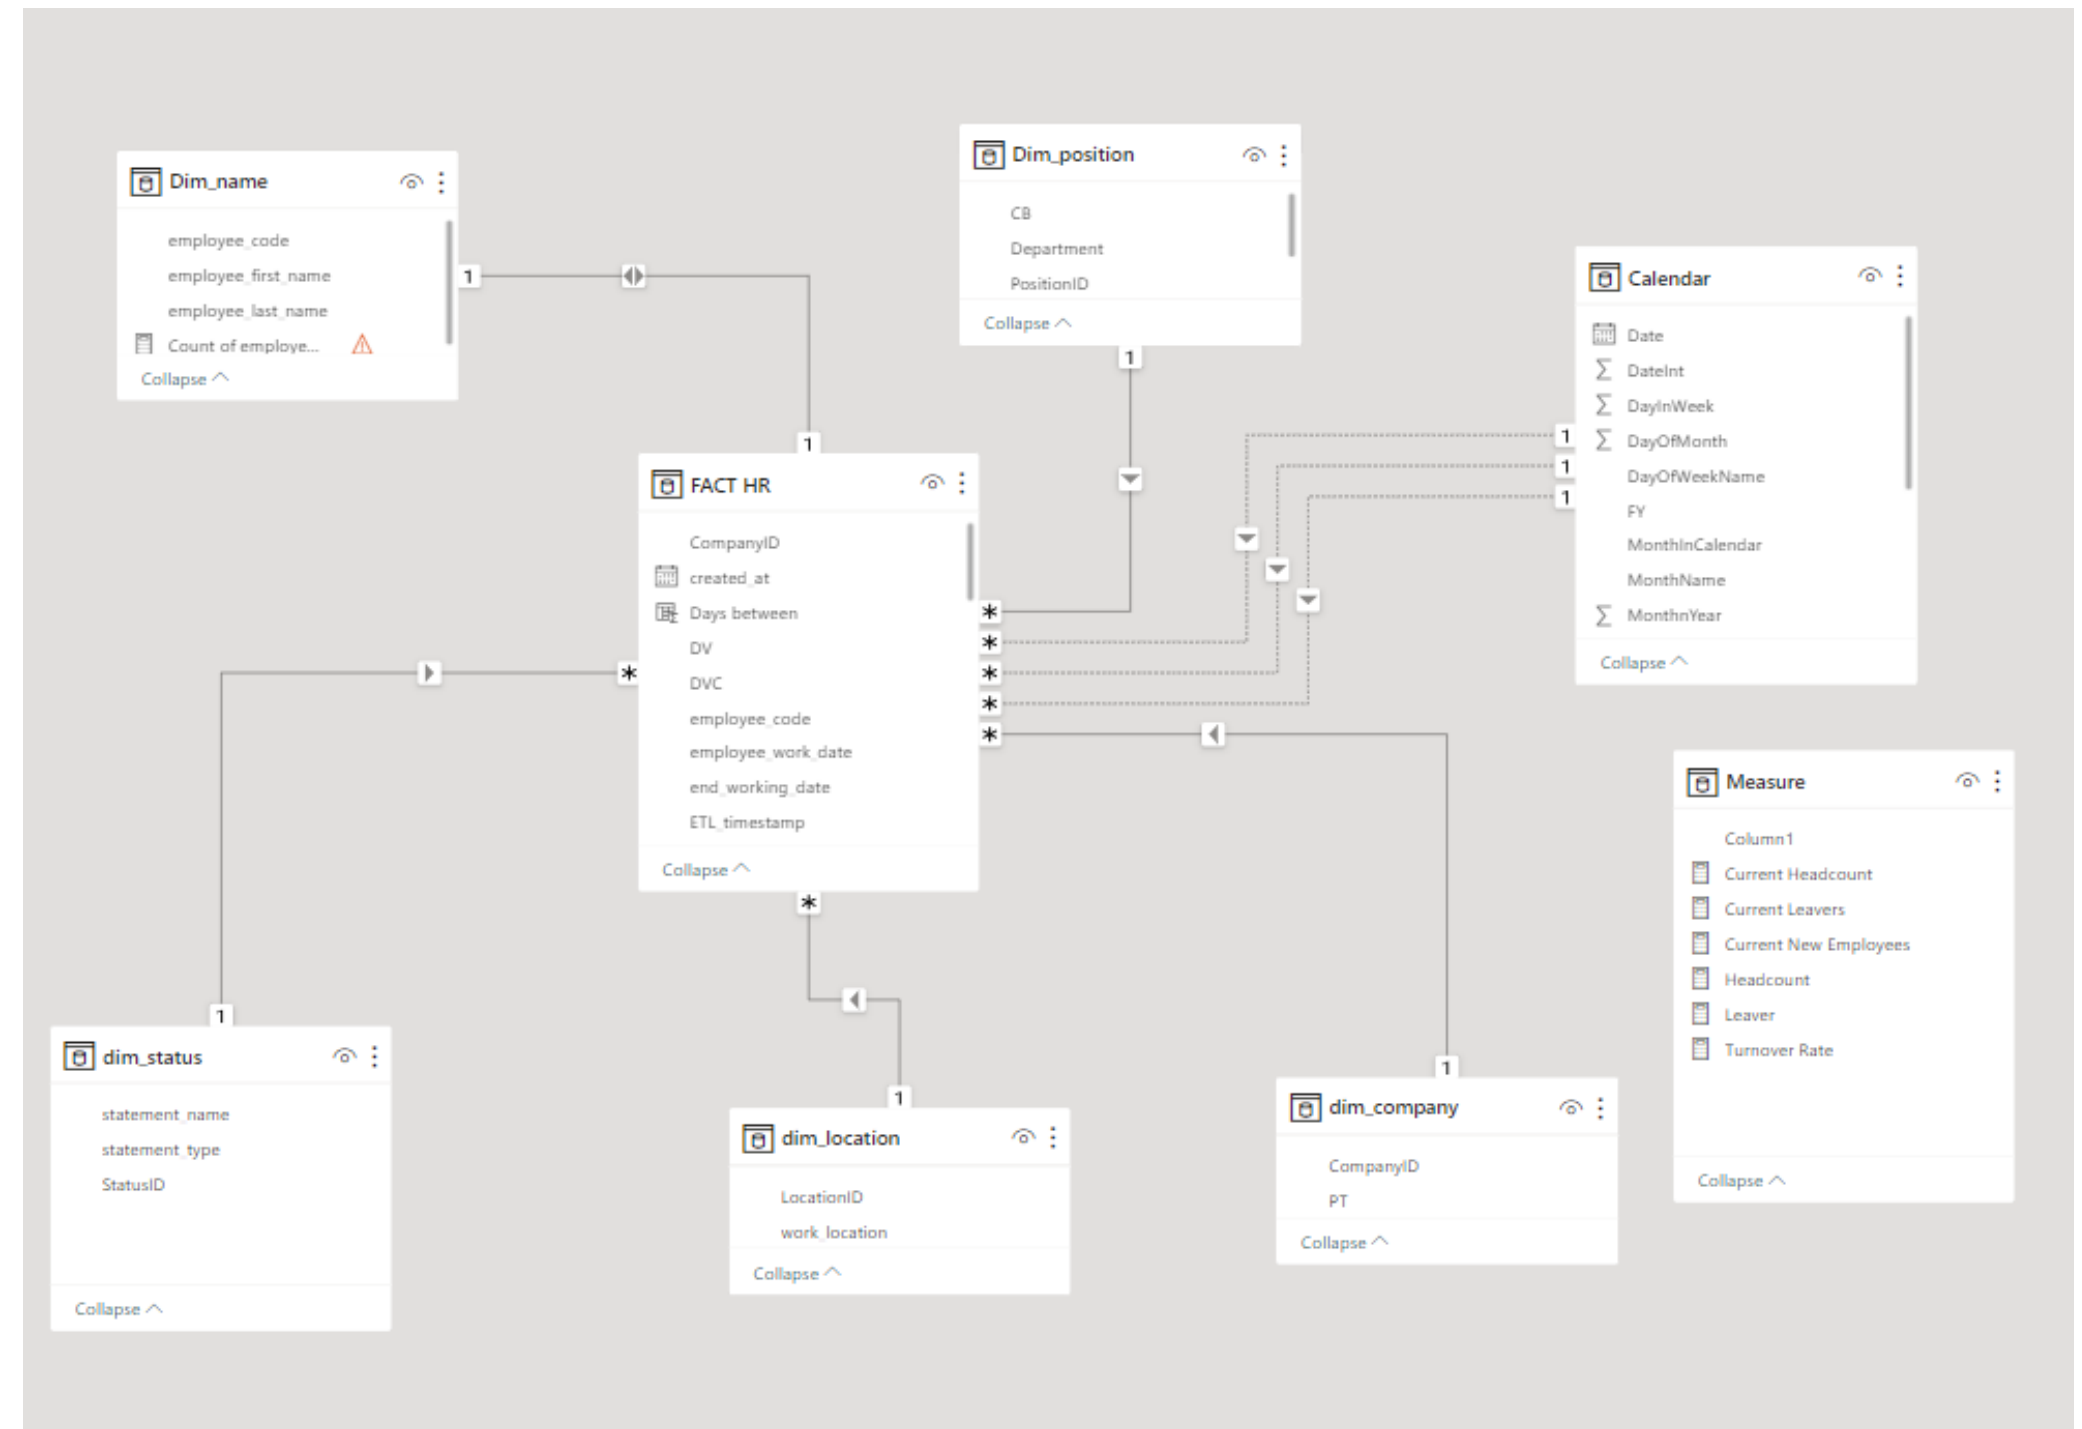 Dim_name
employee_code
employee_first_name
employee_last_name
Count of employe...
Collapse
1
1
Dim_position
CB
Department
PositionID
Collapse
1
Calendar
Date
DateInt
DayInWeek
DayOfMonth
DayOfWeekName
FY
MonthInCalendar
MonthName
MonthnYear
Collapse
1
1
1
FACT HR
CompanyID
created_at
Days between
DV
DVC
employee_code
employee_work_date
end_working_date
ETL_timestamp
Collapse
*
*
*
*
*
*
*
Measure
Column1
Current Headcount
Current Leavers
Current New Employees
Headcount
Leaver
Turnover Rate
Collapse
1
dim_status
statement_name
statement_type
StatusID
Collapse
1
dim_location
LocationID
work_location
Collapse
1
dim_company
CompanyID
PT
Collapse